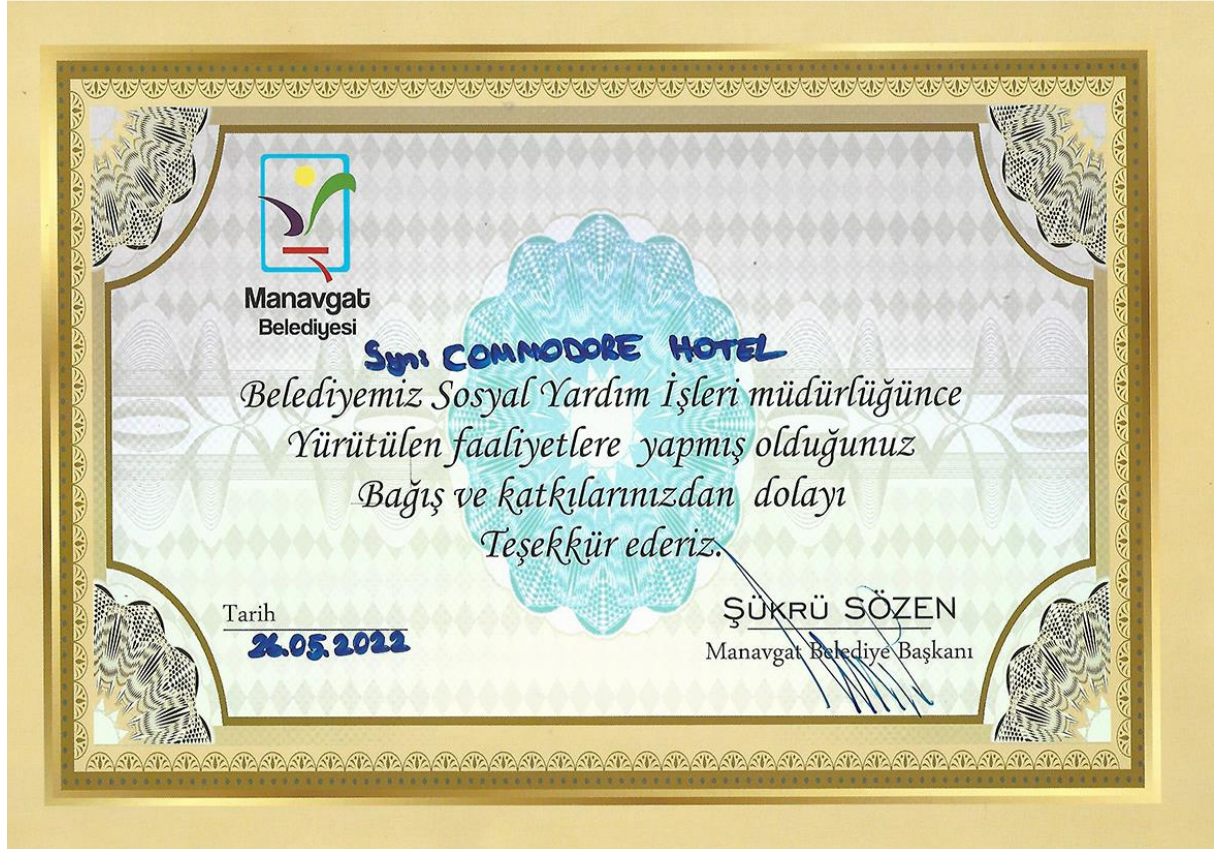 Manavgat
Belediyesi
Syn: COMMODORE HOTEL
Belediyemiz Sosyal Yardım İşleri müdürlüğünce
Yürütülen faaliyetlere yapmış olduğunuz
Bağış ve katkılarınızdan dolayı
Teşekkür ederiz.
Tarih
26.05.2022
ŞÜKRÜ SÖZEN
Manavgat Belediye Başkanı